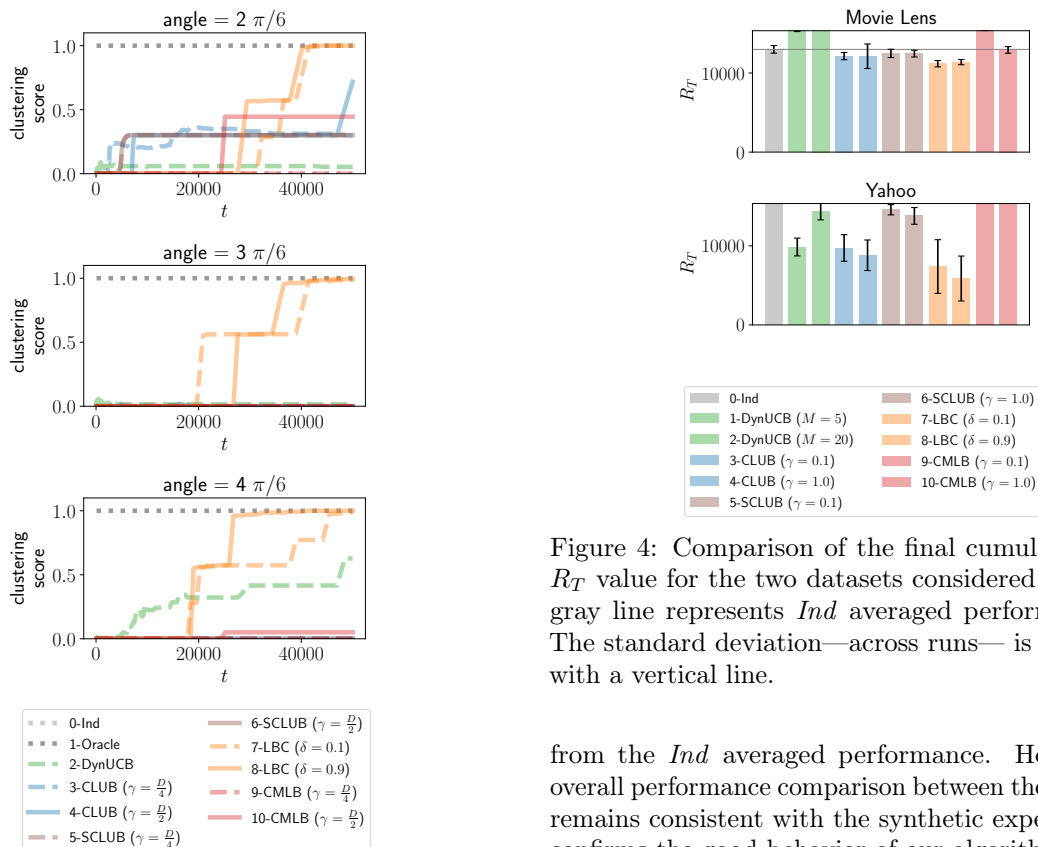 angle = 2 π/6
clustering
score
1.0
0.5
0.0
0 20000 40000
t
angle = 3 π/6
clustering
score
1.0
0.5
0.0
0 20000 40000
t
angle = 4 π/6
clustering
score
1.0
0.5
0.0
0 20000 40000
t
0-Ind
1-Oracle
2-DynUCB
3-CLUB (γ = D/4)
4-CLUB (γ = D/2)
5-SCLUB (γ = D/4)
6-SCLUB (γ = D/2)
7-LBC (δ = 0.1)
8-LBC (δ = 0.9)
9-CMLB (γ = D/4)
10-CMLB (γ = D/2)
Movie Lens
R_T
10000
0
Yahoo
R_T
10000
0
0-Ind
1-DynUCB (M = 5)
2-DynUCB (M = 20)
3-CLUB (γ = 0.1)
4-CLUB (γ = 1.0)
5-SCLUB (γ = 0.1)
6-SCLUB (γ = 1.0)
7-LBC (δ = 0.1)
8-LBC (δ = 0.9)
9-CMLB (γ = 0.1)
10-CMLB (γ = 1.0)
Figure 4: Comparison of the final cumul
R_T value for the two datasets considered
gray line represents Ind averaged perform
The standard deviation—across runs— is
with a vertical line.
from the Ind averaged performance. Ho
overall performance comparison between the
remains consistent with the synthetic expe